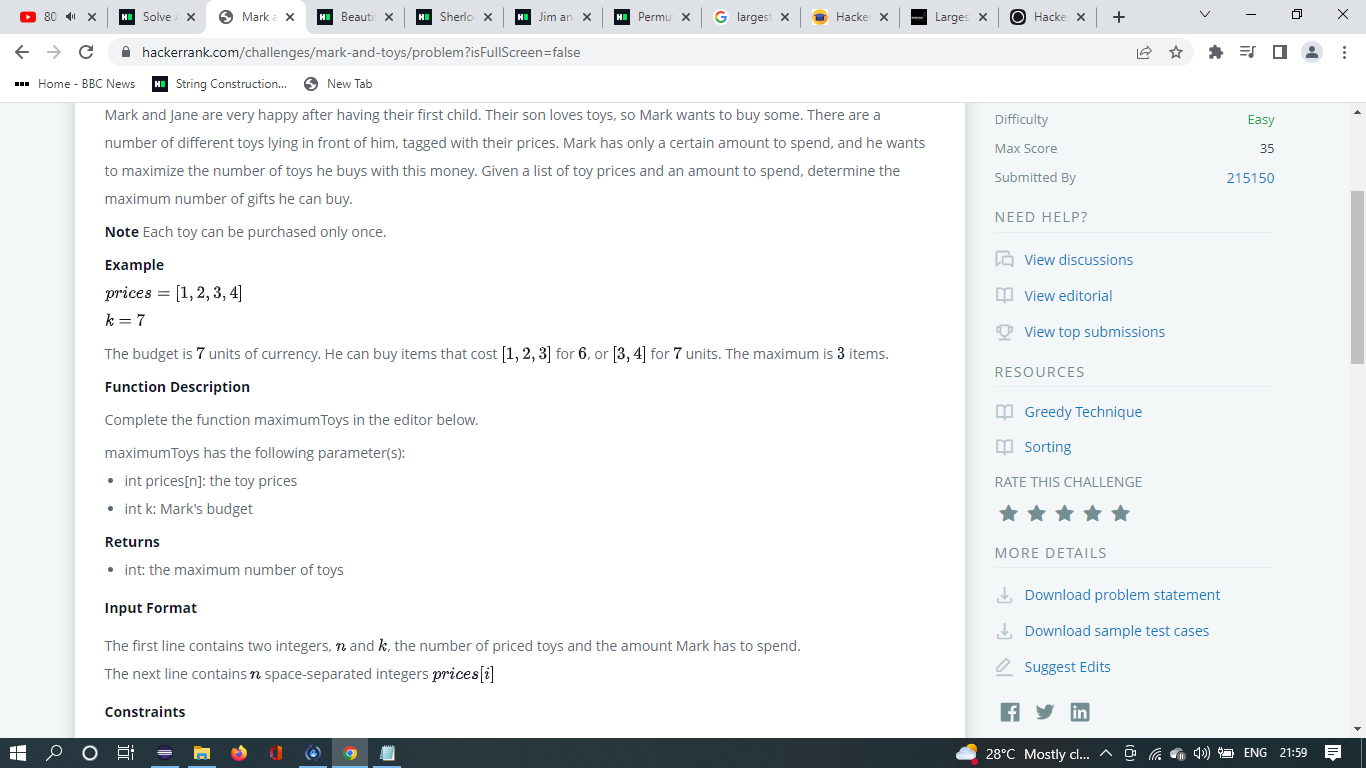 80
Solve
Mark a
Beauti
Sherlo
Jim an
Permu
largest
Hacke
Larges
Hacke
hackerrank.com/challenges/mark-and-toys/problem?isFullScreen=false
Home - BBC News
String Construction...
New Tab
Mark and Jane are very happy after having their first child. Their son loves toys, so Mark wants to buy some. There are a
number of different toys lying in front of him, tagged with their prices. Mark has only a certain amount to spend, and he wants
to maximize the number of toys he buys with this money. Given a list of toy prices and an amount to spend, determine the
maximum number of gifts he can buy.
Note Each toy can be purchased only once.
Example
prices = [1, 2, 3, 4]
k = 7
The budget is 7 units of currency. He can buy items that cost [1, 2, 3] for 6, or [3, 4] for 7 units. The maximum is 3 items.
Function Description
Complete the function maximumToys in the editor below.
maximumToys has the following parameter(s):
• int prices[n]: the toy prices
• int k: Mark's budget
Returns
• int: the maximum number of toys
Input Format
The first line contains two integers, n and k, the number of priced toys and the amount Mark has to spend.
The next line contains n space-separated integers prices[i]
Constraints
Difficulty Easy
Max Score 35
Submitted By 215150
NEED HELP?
View discussions
View editorial
View top submissions
RESOURCES
Greedy Technique
Sorting
RATE THIS CHALLENGE
MORE DETAILS
Download problem statement
Download sample test cases
Suggest Edits
28°C Mostly cl... ENG 21:59